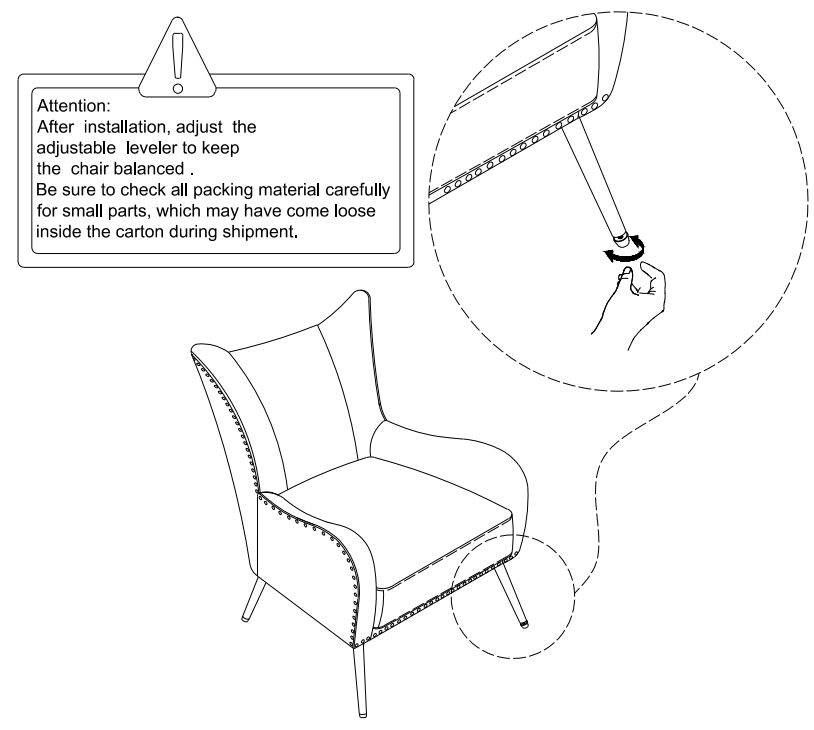 Attention:
After installation, adjust the
adjustable leveler to keep
the chair balanced .
Be sure to check all packing material carefully
for small parts, which may have come loose
inside the carton during shipment.